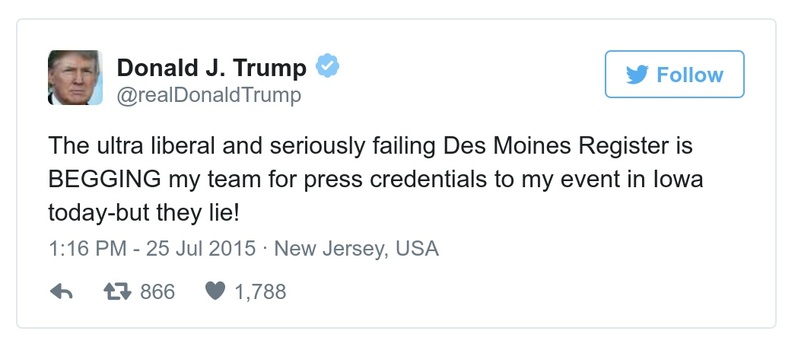 Donald J. Trump
@realDonaldTrump
Follow
The ultra liberal and seriously failing Des Moines Register is
BEGGING my team for press credentials to my event in Iowa
today-but they lie!
1:16 PM - 25 Jul 2015 · New Jersey, USA
866 1,788